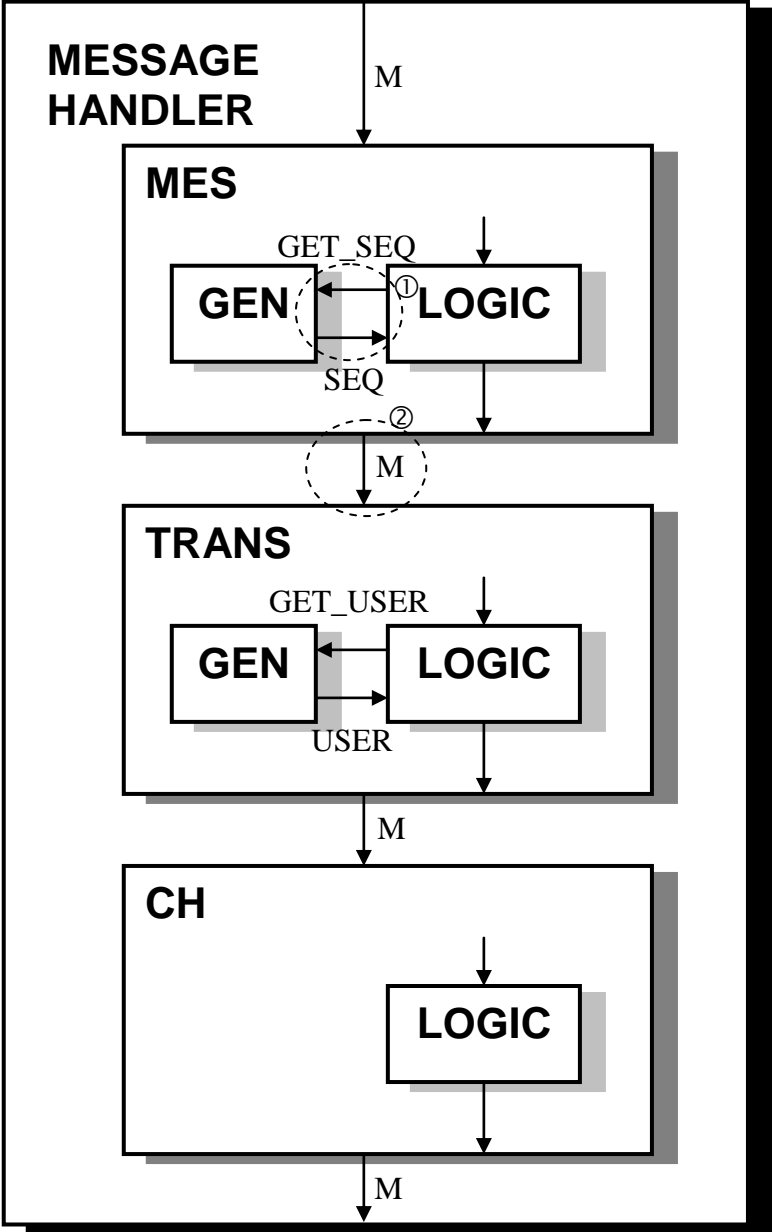 MESSAGE
HANDLER
M
MES
GET_SEQ
GEN
①
LOGIC
SEQ
②
M
TRANS
GET_USER
GEN
LOGIC
USER
M
CH
LOGIC
M